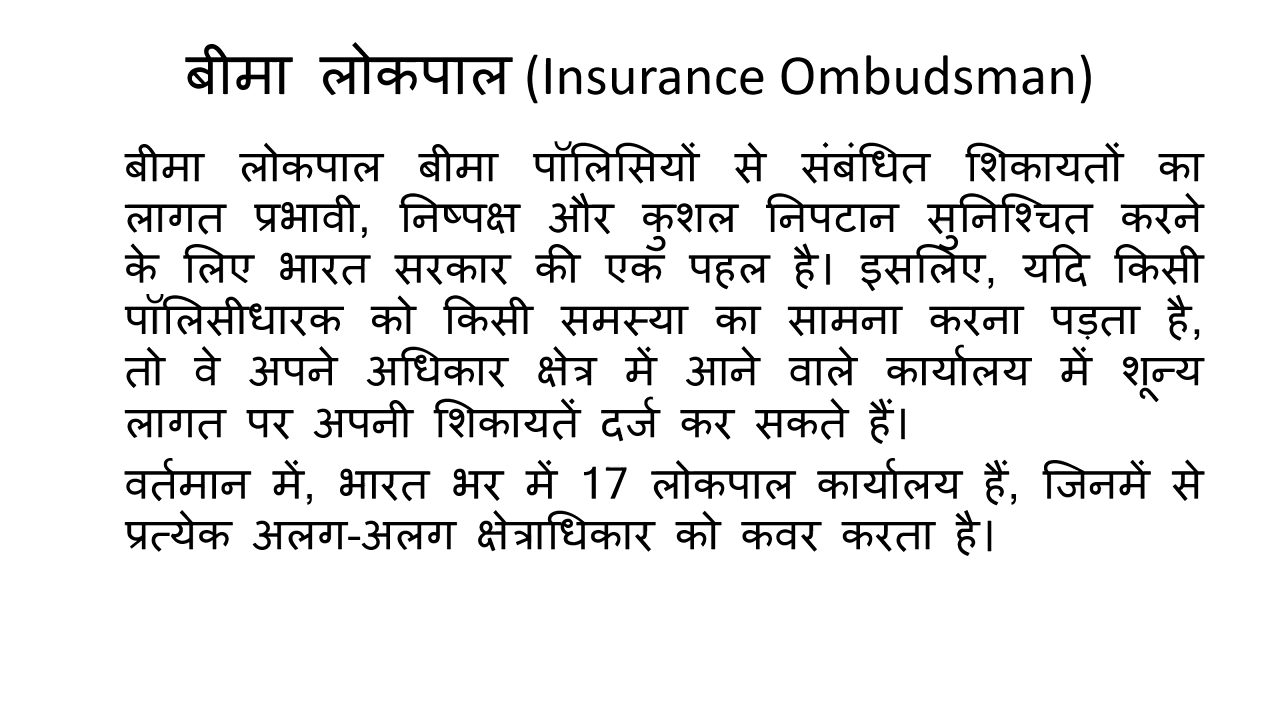 बीमा लोकपाल (Insurance Ombudsman)
बीमा लोकपाल बीमा पॉलिसियों से संबंधित शिकायतों का
लागत प्रभावी, निष्पक्ष और कुशल निपटान सुनिश्चित करने
के लिए भारत सरकार की एक पहल है। इसलिए, यदि किसी
पॉलिसीधारक को किसी समस्या का सामना करना पड़ता है,
तो वे अपने अधिकार क्षेत्र में आने वाले कार्यालय में शून्य
लागत पर अपनी शिकायतें दर्ज कर सकते हैं।
वर्तमान में, भारत भर में 17 लोकपाल कार्यालय हैं, जिनमें से
प्रत्येक अलग-अलग क्षेत्राधिकार को कवर करता है।